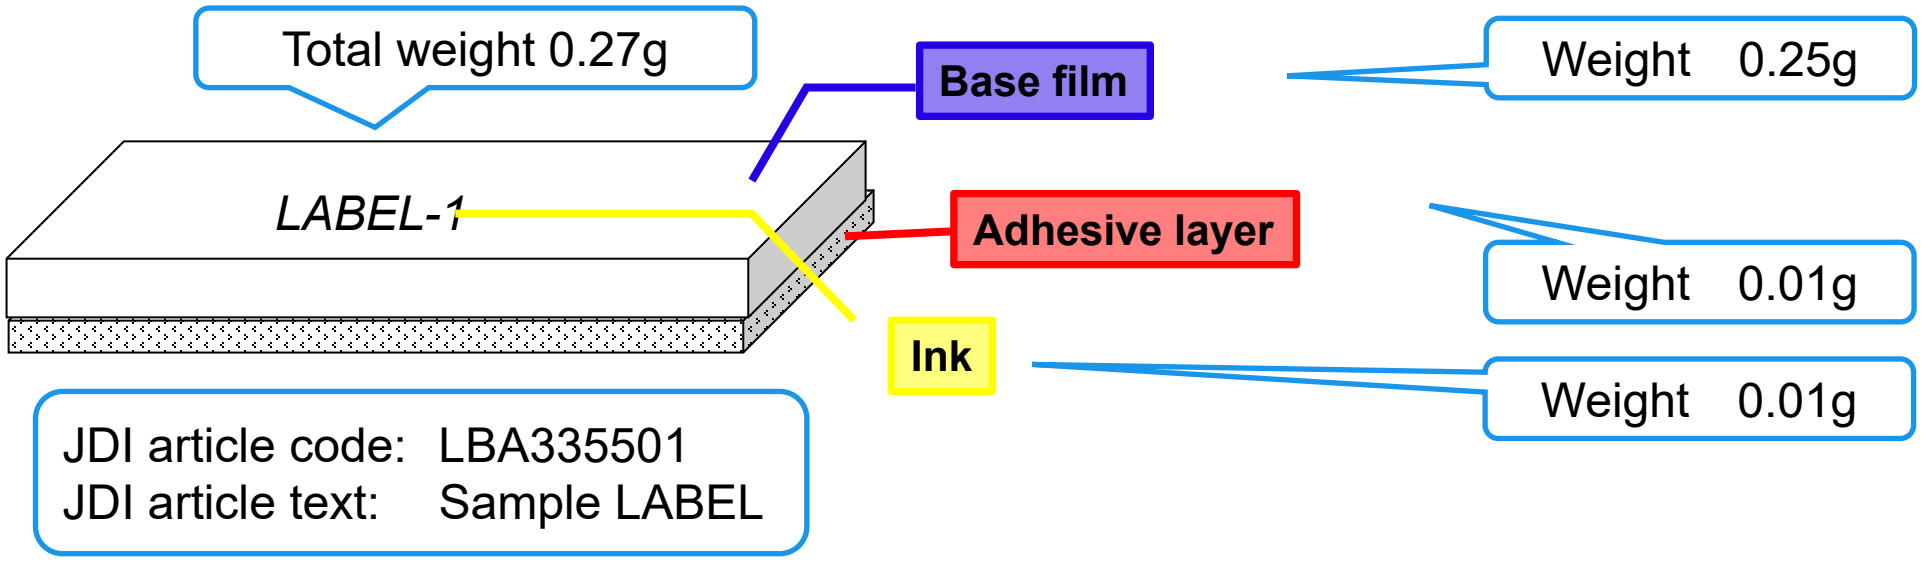 Total weight 0.27g
Base film
Weight 0.25g
LABEL-1
Adhesive layer
Weight 0.01g
Ink
Weight 0.01g
JDI article code: LBA335501
JDI article text: Sample LABEL